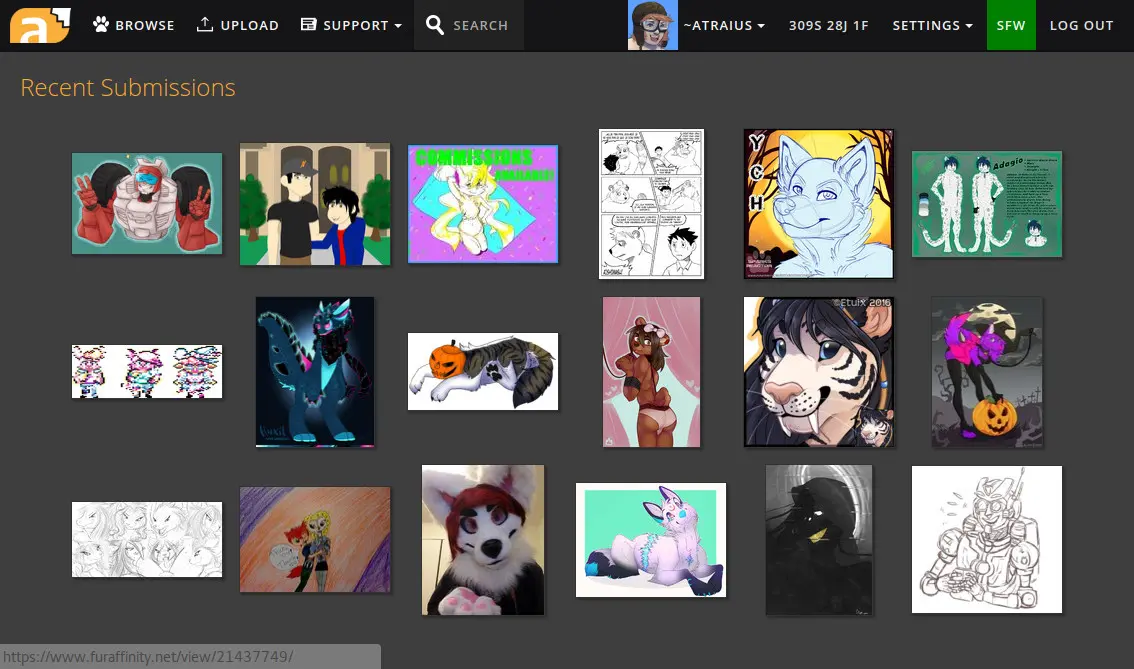 BROWSE UPLOAD SUPPORT SEARCH ~ATRAIUS 309S 28J 1F SETTINGS SFW LOG OUT
Recent Submissions
COMMISSIONS
AVAILABLE!
Y
C
H
Adagio
©Etuix 2016
https://www.furaffinity.net/view/21437749/